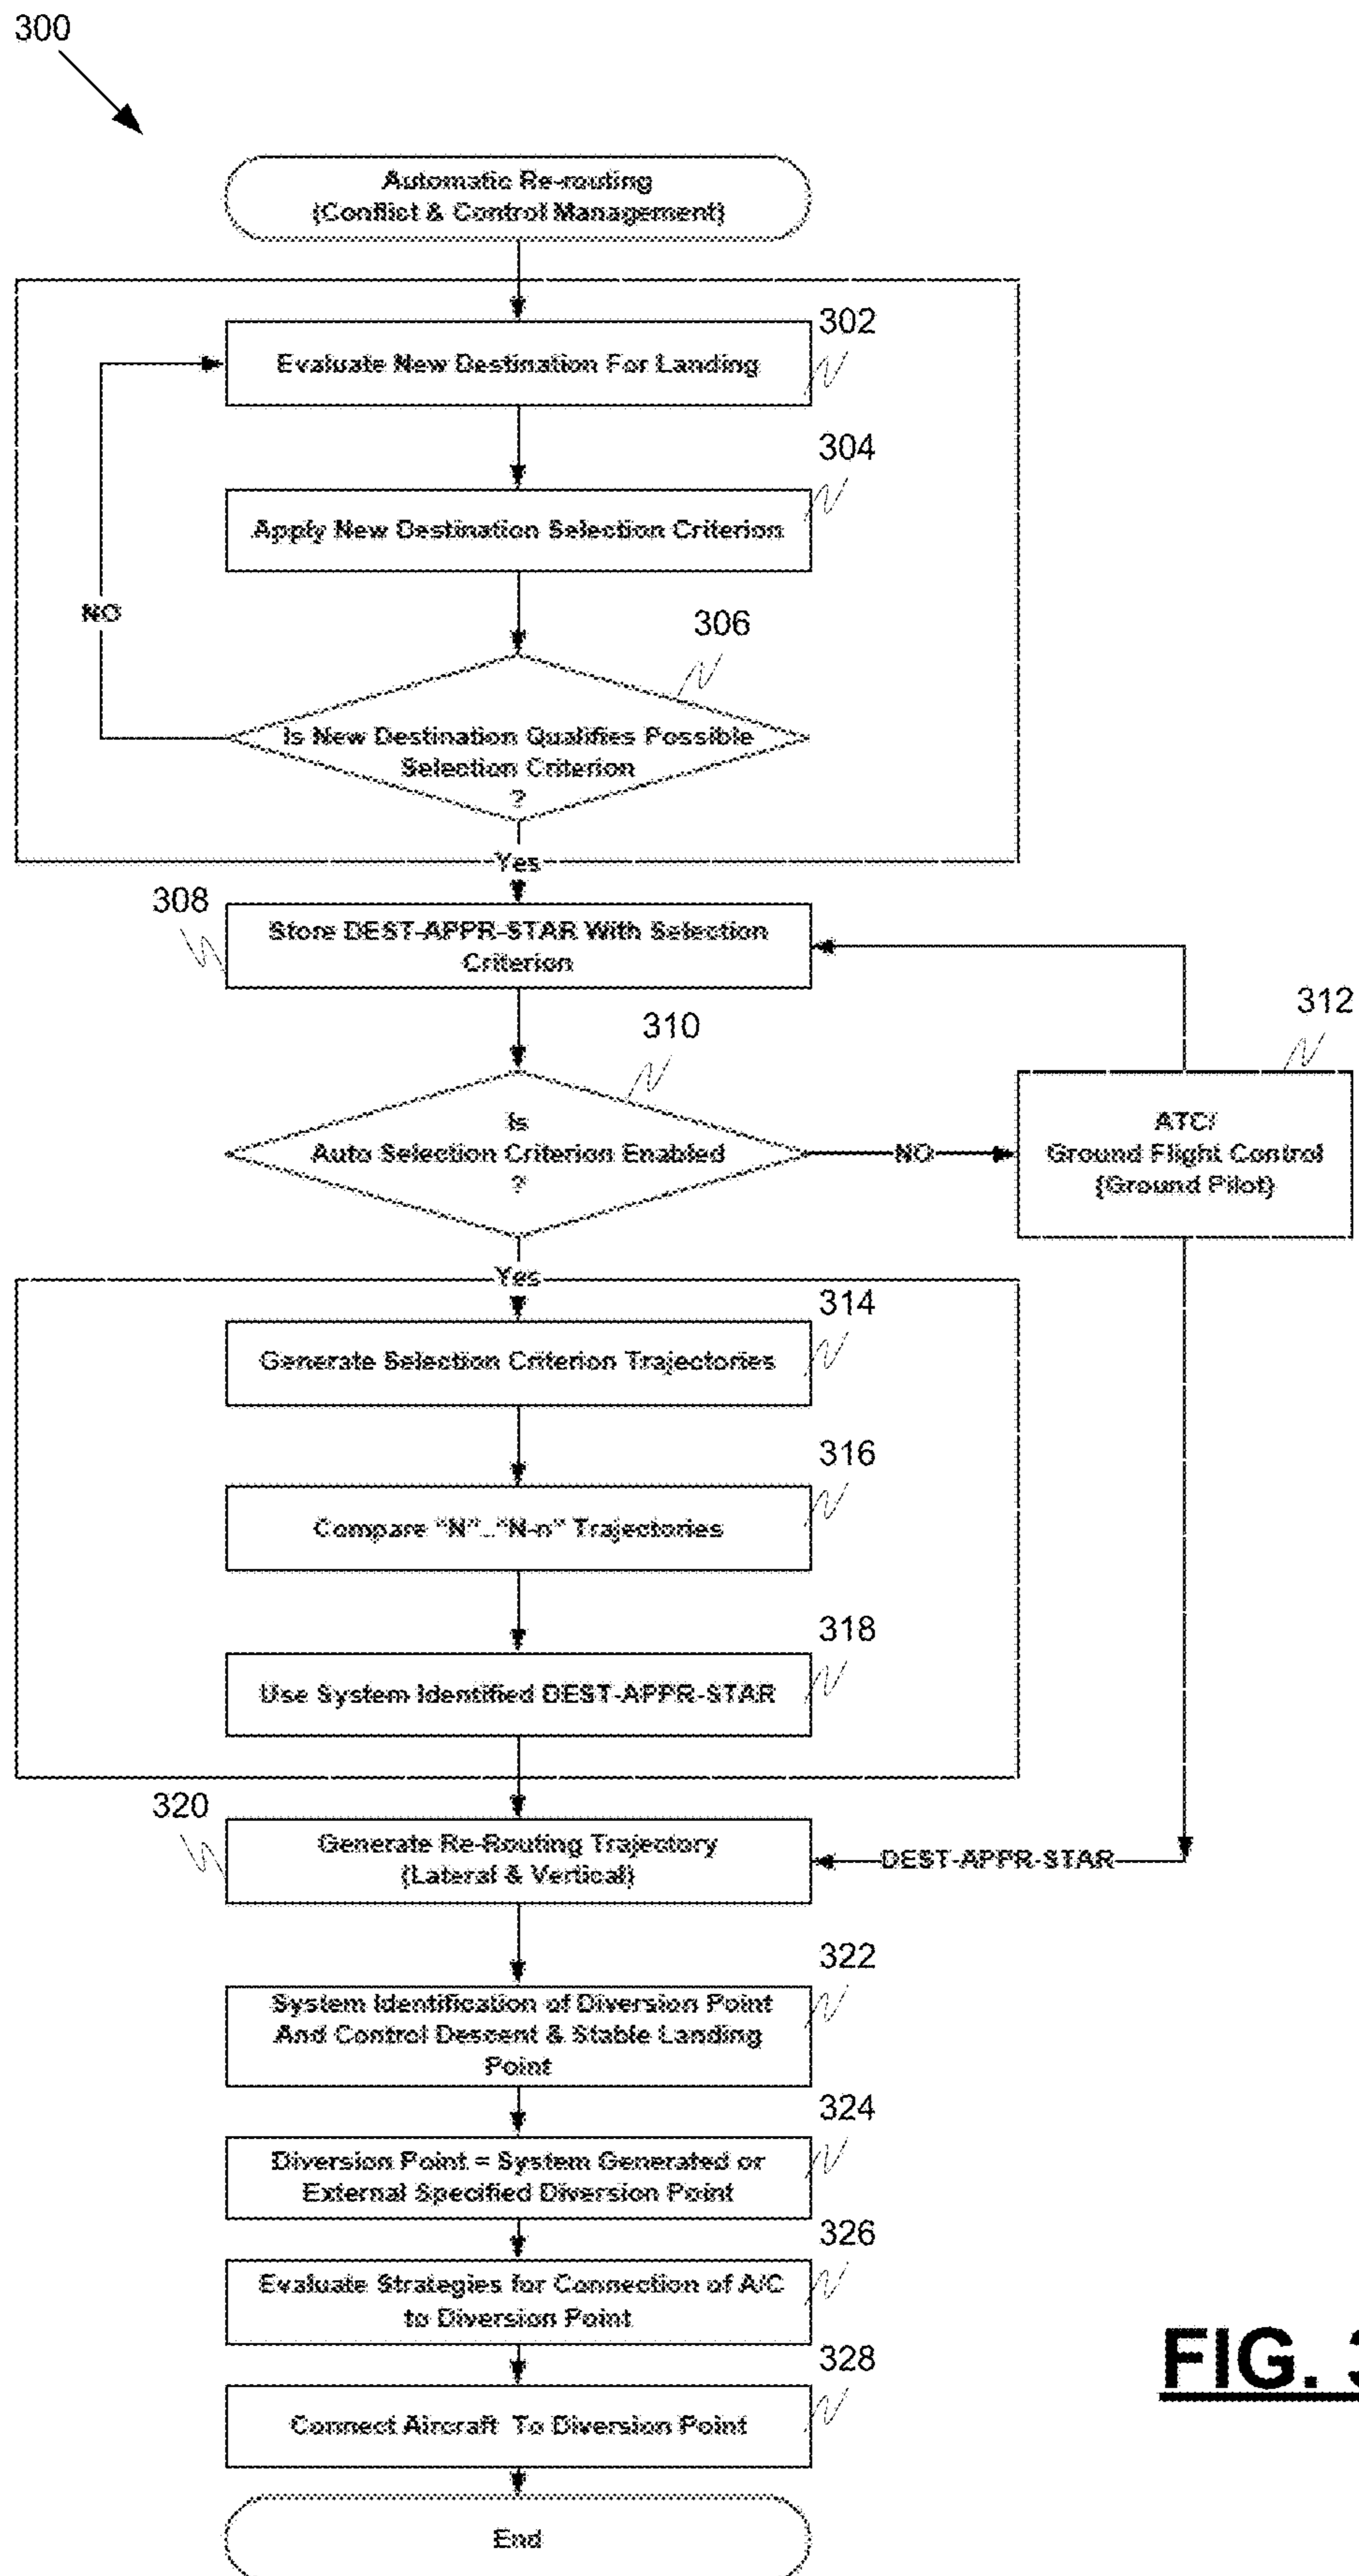 300
Automatic Re-routing
(Conflict & Control Management)
302
Evaluate New Destination For Landing
304
Apply New Destination Selection Criterion
NO
306
Is New Destination Qualifies Possible
Selection Criterion
?
Yes
308
Store DEST-APPR-STAR With Selection
Criterion
310
312
Is
Auto Selection Criterion Enabled
?
NO
ATC/
Ground Flight Control
(Ground Pilot)
Yes
314
Generate Selection Criterion Trajectories
316
Compare "N"..."N-n" Trajectories
318
Use System Identified DEST-APPR-STAR
320
Generate Re-Routing Trajectory
(Lateral & Vertical)
DEST-APPR-STAR
322
System Identification of Diversion Point
And Control Descent & Stable Landing
Point
324
Diversion Point = System Generated or
External Specified Diversion Point
326
Evaluate Strategies for Connection of A/C
to Diversion Point
328
Connect Aircraft To Diversion Point
FIG. 3
End